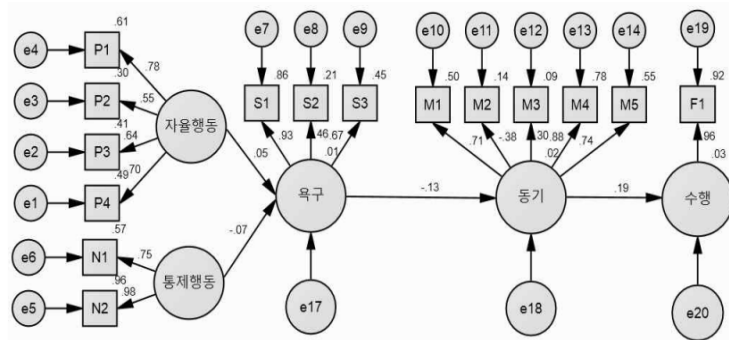 .61
e4 P1
.78
.30
e3 P2 .55
.41
e2 P3 .64
자율행동
.70
.49
e1 P4
.57
e6 N1 .75
.96
e5 N2 .98
통제행동
.05
-.07
e7 e8 e9
.86 .21 .45
S1 S2 S3
.93 .46 .67
.01
욕구
e17
-.13
e10 e11 e12 e13 e14
.50 .14 .09 .78 .55
M1 M2 M3 M4 M5
.71 -.38 .30 .88 .74
.02
동기
e18
.19
e19
.92
F1
.96
.03
수행
e20